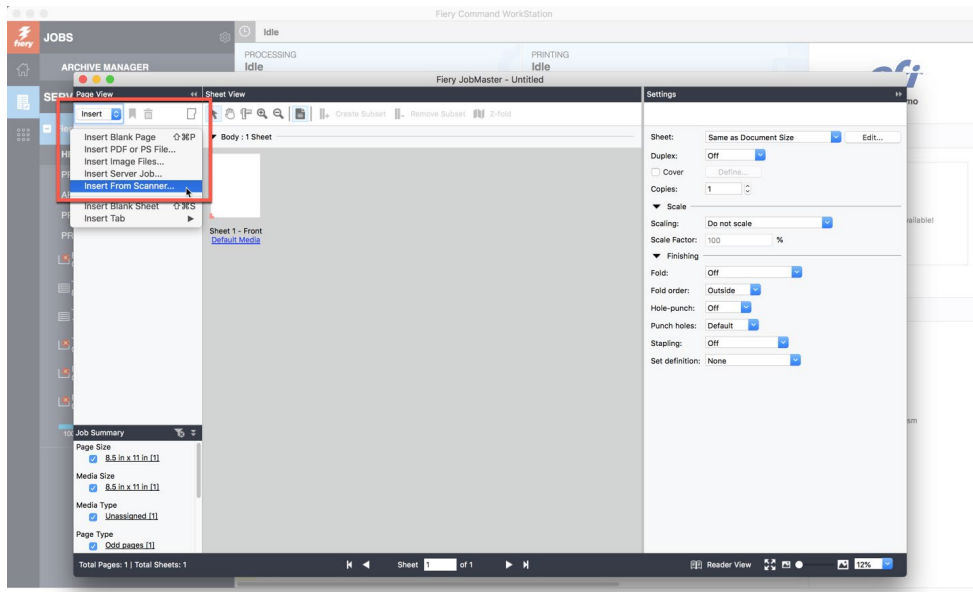 Fiery Command WorkStation
fiery
JOBS
Idle
PROCESSING
Idle
PRINTING
Idle
ARCHIVE MANAGER
Fiery JobMaster - Untitled
Page View
Sheet View
Settings
Insert
Create Subset
Remove Subset
Z-fold
Insert Blank Page ⇧⌘P
Insert PDF or PS File...
Insert Image Files...
Insert Server Job...
Insert From Scanner...
Insert Blank Sheet ⇧⌘S
Insert Tab
Body : 1 Sheet
Sheet 1 - Front
Default Media
Sheet: Same as Document Size Edit...
Duplex: Off
Cover Define...
Copies: 1
Scale
Scaling: Do not scale
Scale Factor: 100 %
Finishing
Fold: Off
Fold order: Outside
Hole-punch: Off
Punch holes: Default
Stapling: Off
Set definition: None
Job Summary
Page Size
8.5 in x 11 in [1]
Media Size
8.5 in x 11 in [1]
Media Type
Unassigned [1]
Page Type
Odd pages [1]
Total Pages: 1 | Total Sheets: 1
Sheet 1 of 1
Reader View
12%